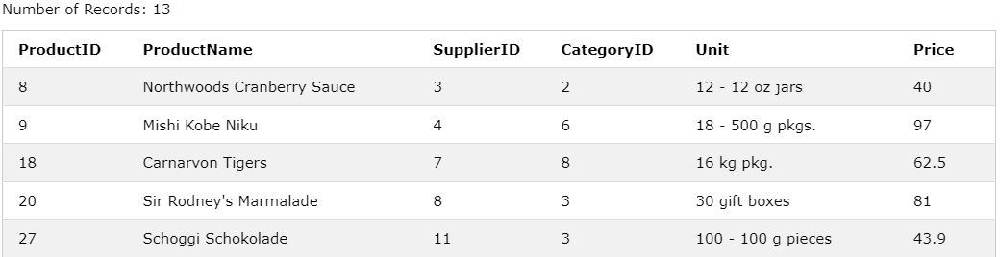 Number of Records: 13
ProductID ProductName SupplierID CategoryID Unit Price
8 Northwoods Cranberry Sauce 3 2 12 - 12 oz jars 40
9 Mishi Kobe Niku 4 6 18 - 500 g pkgs. 97
18 Carnarvon Tigers 7 8 16 kg pkg. 62.5
20 Sir Rodney's Marmalade 8 3 30 gift boxes 81
27 Schoggi Schokolade 11 3 100 - 100 g pieces 43.9